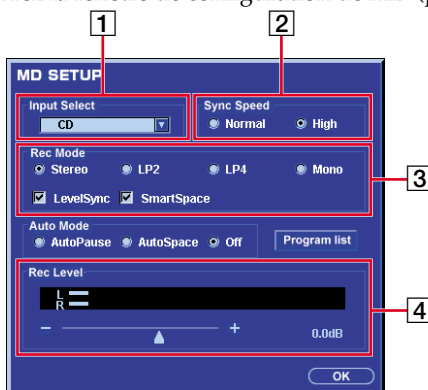 1 2
MD SETUP
Input Select Sync Speed
CD Normal High
Rec Mode
Stereo LP2 LP4 Mono
3
LevelSync SmartSpace
Auto Mode
AutoPause AutoSpace Off Program list
Rec Level
L
R
4
- +
0.0dB
OK